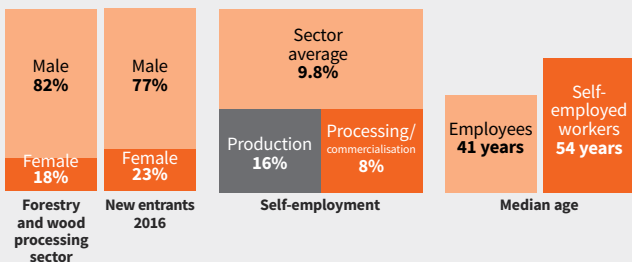 Male
82%
Female
18%
Forestry
and wood
processing
sector
Male
77%
Female
23%
New entrants
2016
Sector
average
9.8%
Production
16%
Processing/
commercialisation
8%
Self-employment
Employees
41 years
Self-
employed
workers
54 years
Median age